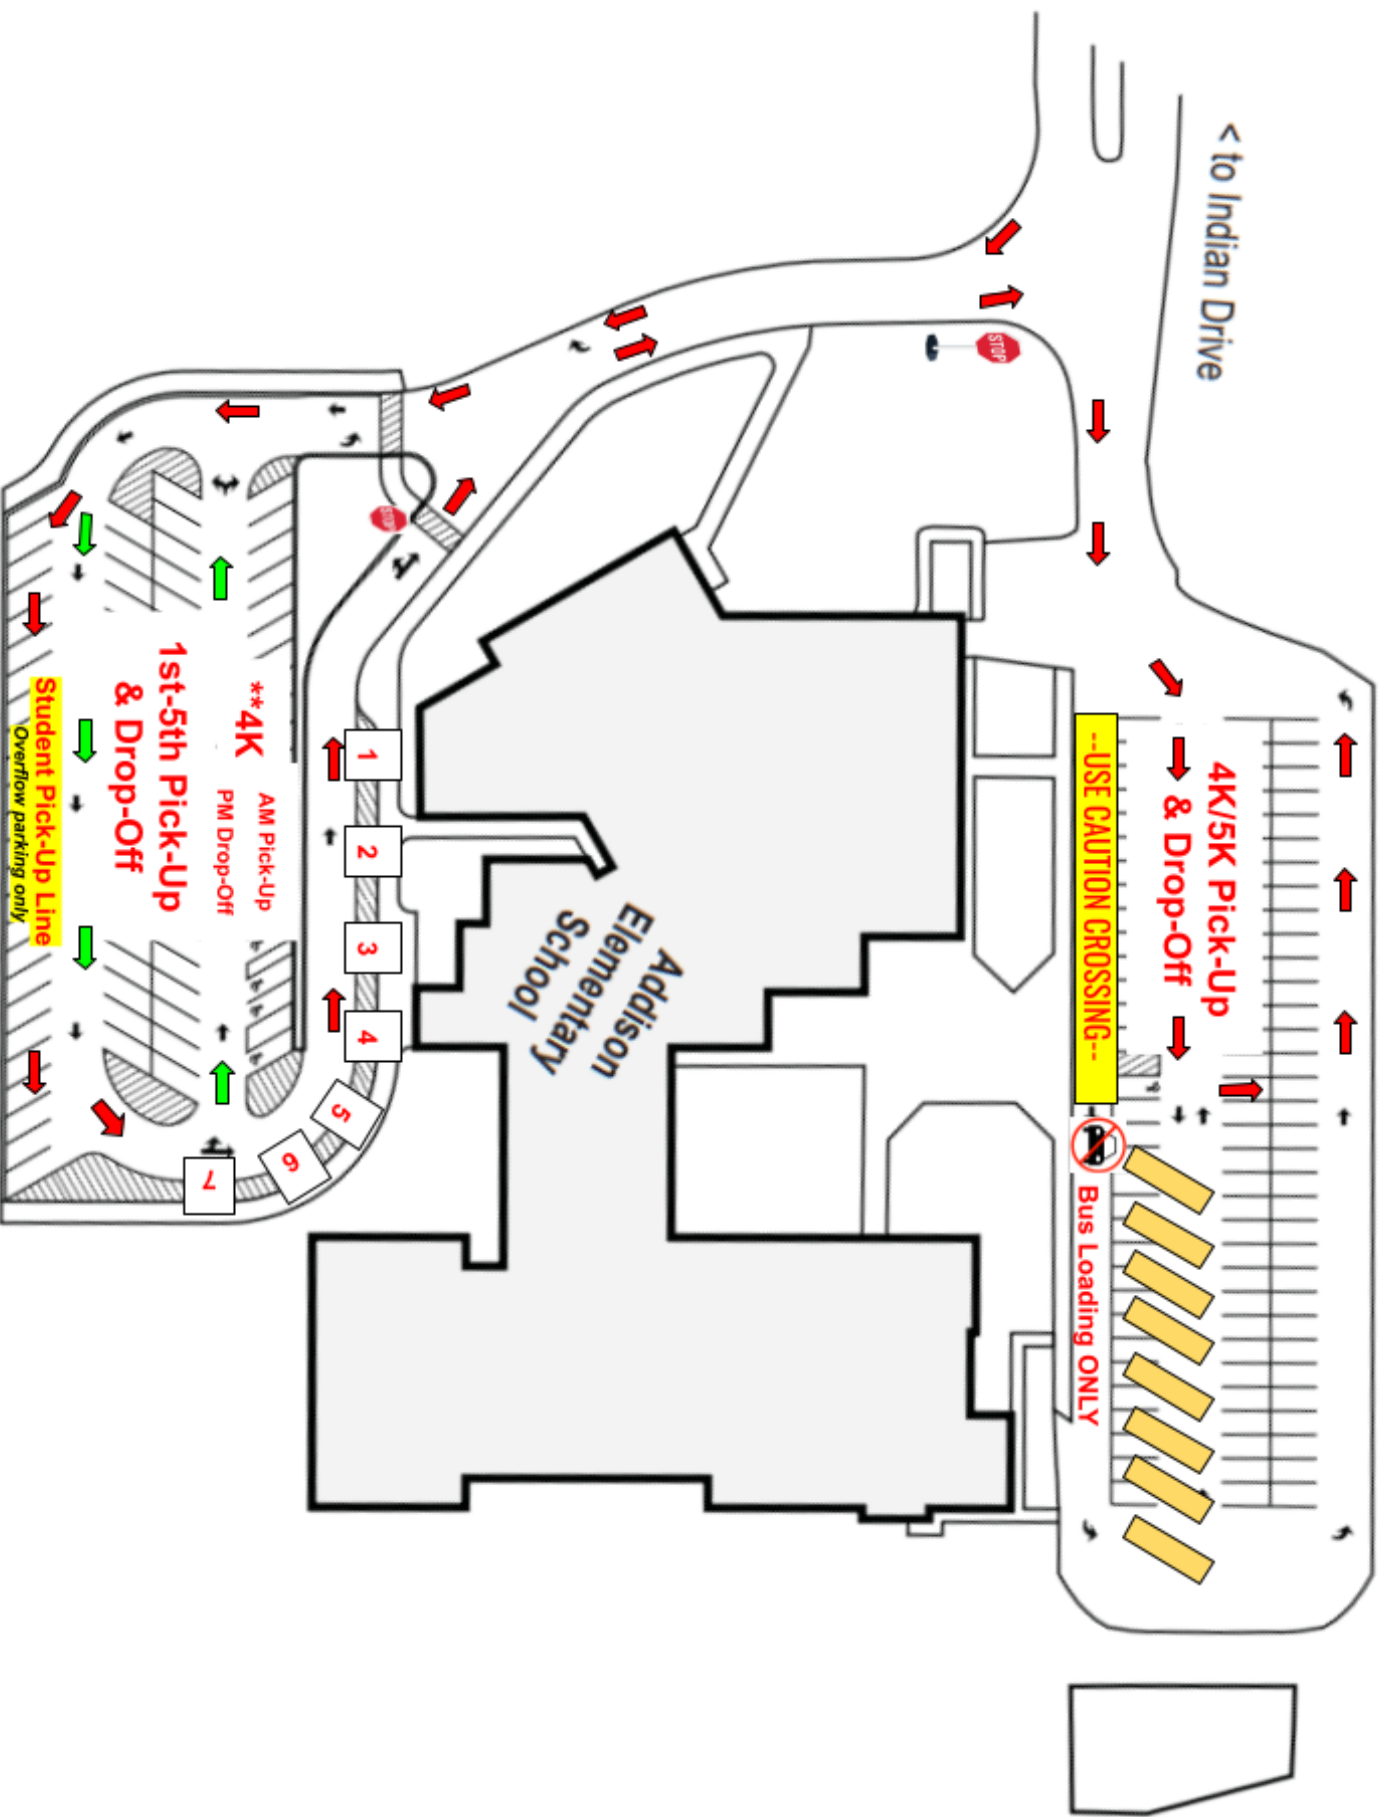 < to Indian Drive
STOP
4K/5K Pick-Up
& Drop-Off
--USE CAUTION CROSSING--
Bus Loading ONLY
Addison
Elementary
School
STOP
1
2
3
4
5
6
7
**4K
AM Pick-Up
PM Drop-Off
1st-5th Pick-Up
& Drop-Off
Student Pick-Up Line
Overflow parking only